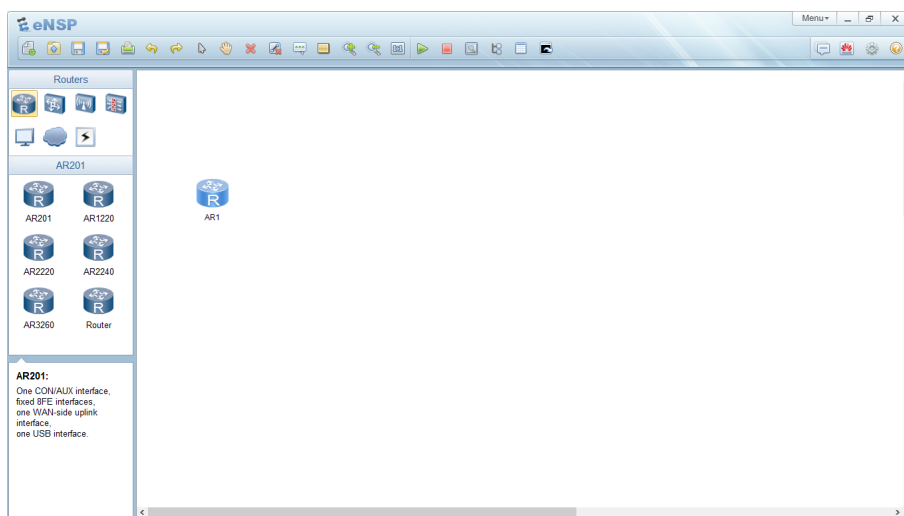 eNSP
Menu
Routers
AR201
AR201
AR1220
AR2220
AR2240
AR3260
Router
AR1
AR201:
One CON/AUX interface,
fixed 8FE interfaces,
one WAN-side uplink
interface,
one USB interface.